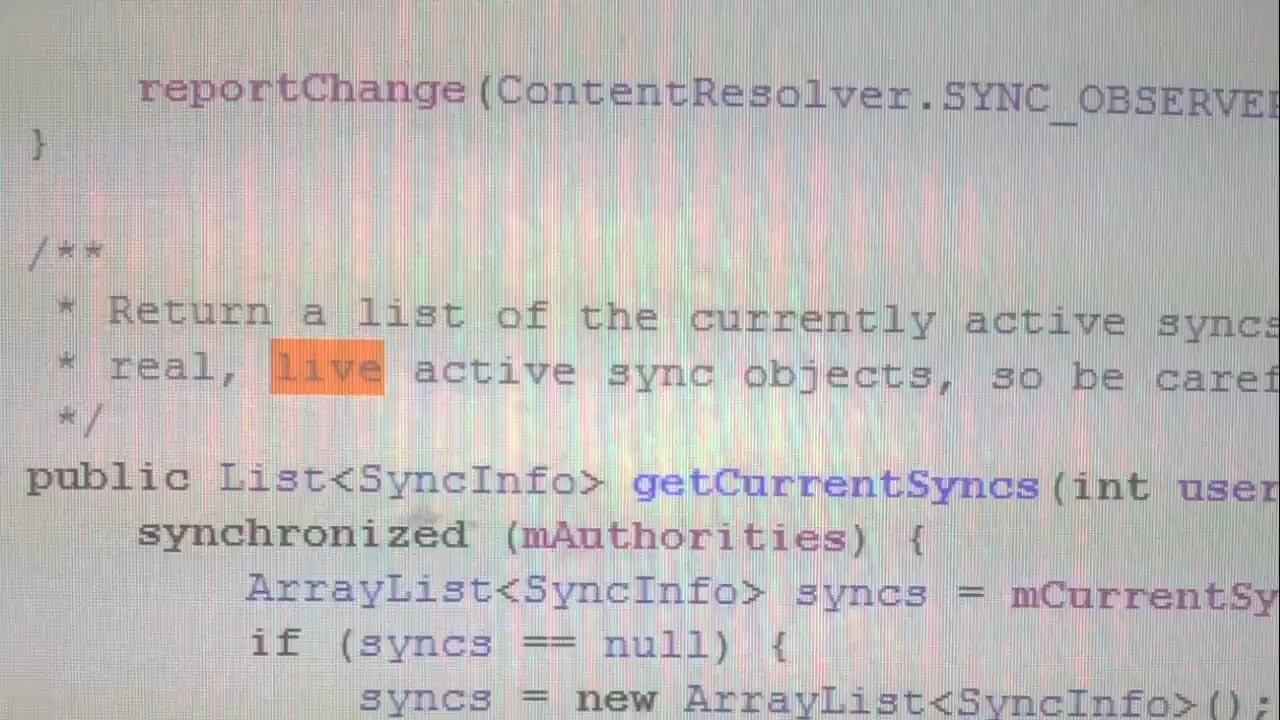 reportChange(ContentResolver.SYNC_OBSERVER
}
/**
* Return a list of the currently active syncs
* real, live active sync objects, so be caref
*/
public List<SyncInfo> getCurrentSyncs(int user
synchronized (mAuthorities) {
ArrayList<SyncInfo> syncs = mCurrentSy
if (syncs == null) {
syncs = new ArrayList<SyncInfo>();